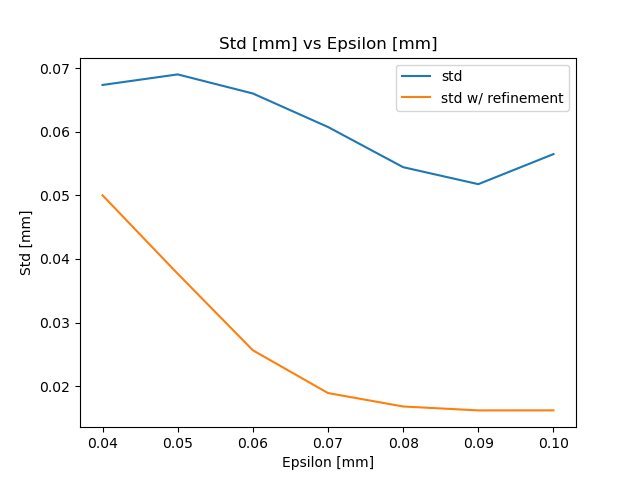 Std [mm] vs Epsilon [mm]
std
std w/ refinement
Std [mm]
0.07
0.06
0.05
0.04
0.03
0.02
0.04 0.05 0.06 0.07 0.08 0.09 0.10
Epsilon [mm]